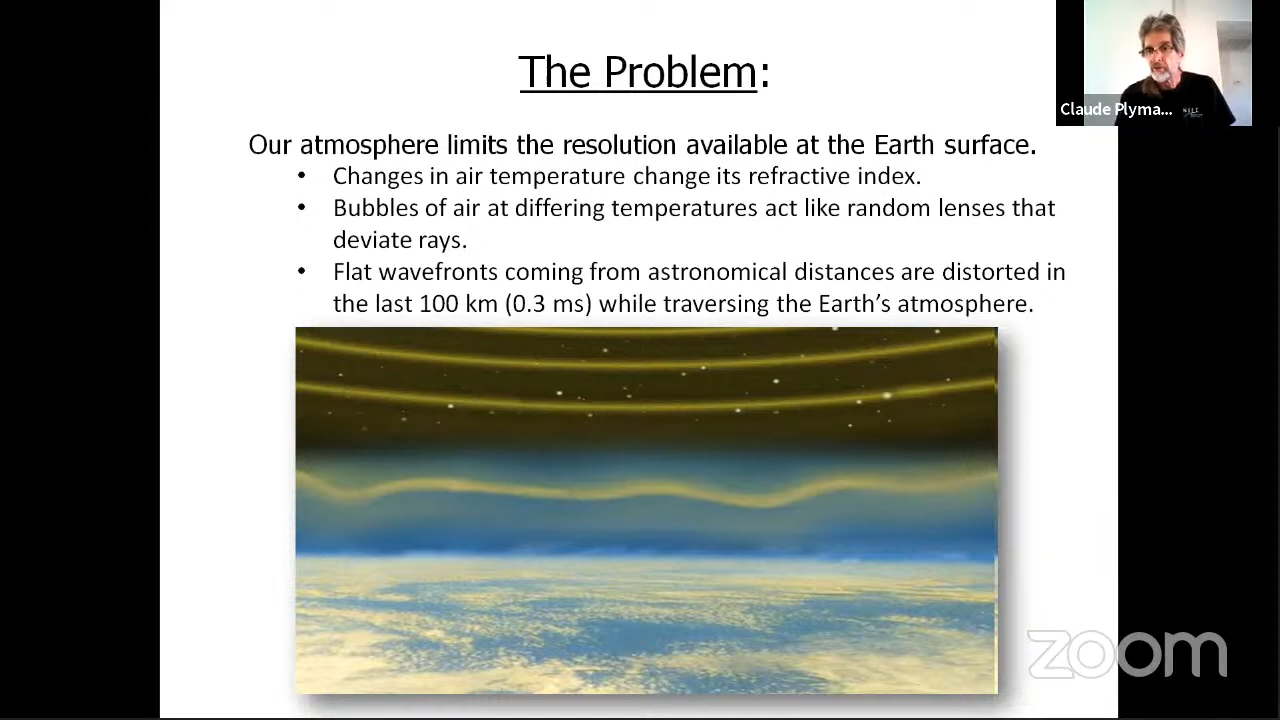 The Problem:
Our atmosphere limits the resolution available at the Earth surface.
• Changes in air temperature change its refractive index.
• Bubbles of air at differing temperatures act like random lenses that
deviate rays.
• Flat wavefronts coming from astronomical distances are distorted in
the last 100 km (0.3 ms) while traversing the Earth's atmosphere.
Claude Plyma...
zoom